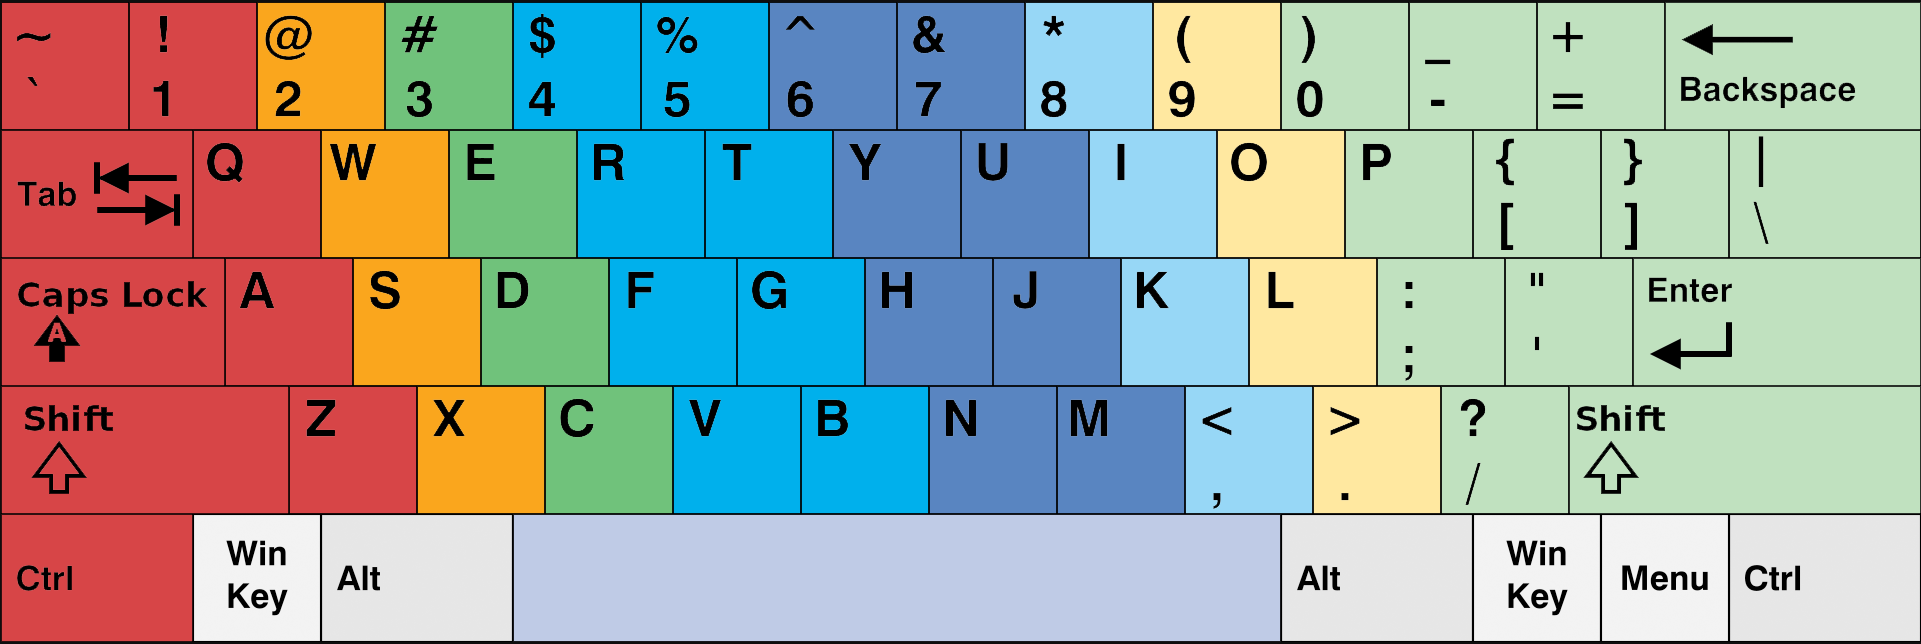 ~ ! @ # $ % ^ & * ( ) _ +
` 1 2 3 4 5 6 7 8 9 0 - = Backspace
Tab Q W E R T Y U I O P { } |
[ ] \
Caps Lock A S D F G H J K L : " Enter
A ; '
Shift Z X C V B N M < > ? Shift
, . /
Ctrl Win Key Alt Alt Win Key Menu Ctrl